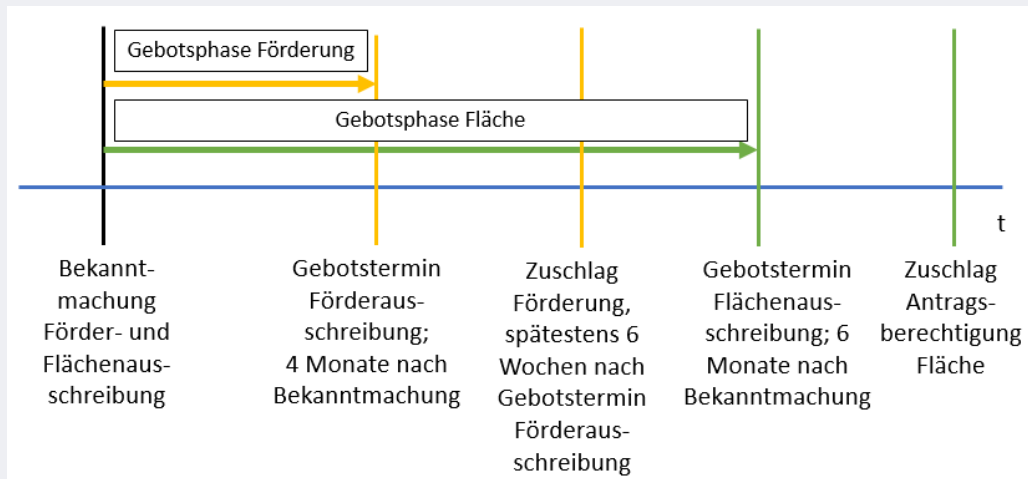 Gebotsphase Förderung
Gebotsphase Fläche
t
Bekannt-
machung
Förder- und
Flächenaus-
schreibung
Gebotstermin
Förderaus-
schreibung;
4 Monate nach
Bekanntmachung
Zuschlag
Förderung,
spätestens 6
Wochen nach
Gebotstermin
Förderaus-
schreibung
Gebotstermin
Flächenaus-
schreibung; 6
Monate nach
Bekanntmachung
Zuschlag
Antrags-
berechtigung
Fläche